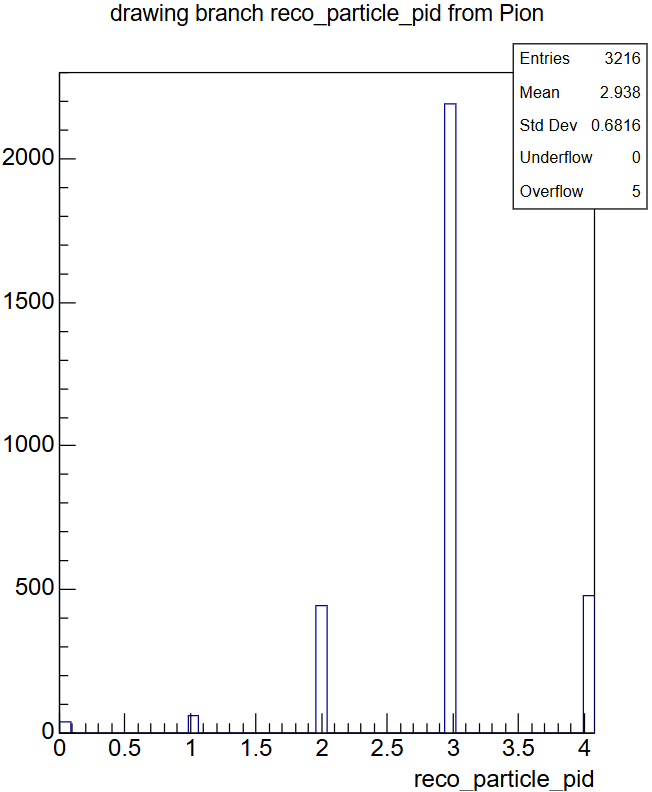 drawing branch reco_particle_pid from Pion
Entries 3216
Mean 2.938
Std Dev 0.6816
Underflow 0
Overflow 5
2000
1500
1000
500
0
0 0.5 1 1.5 2 2.5 3 3.5 4
reco_particle_pid